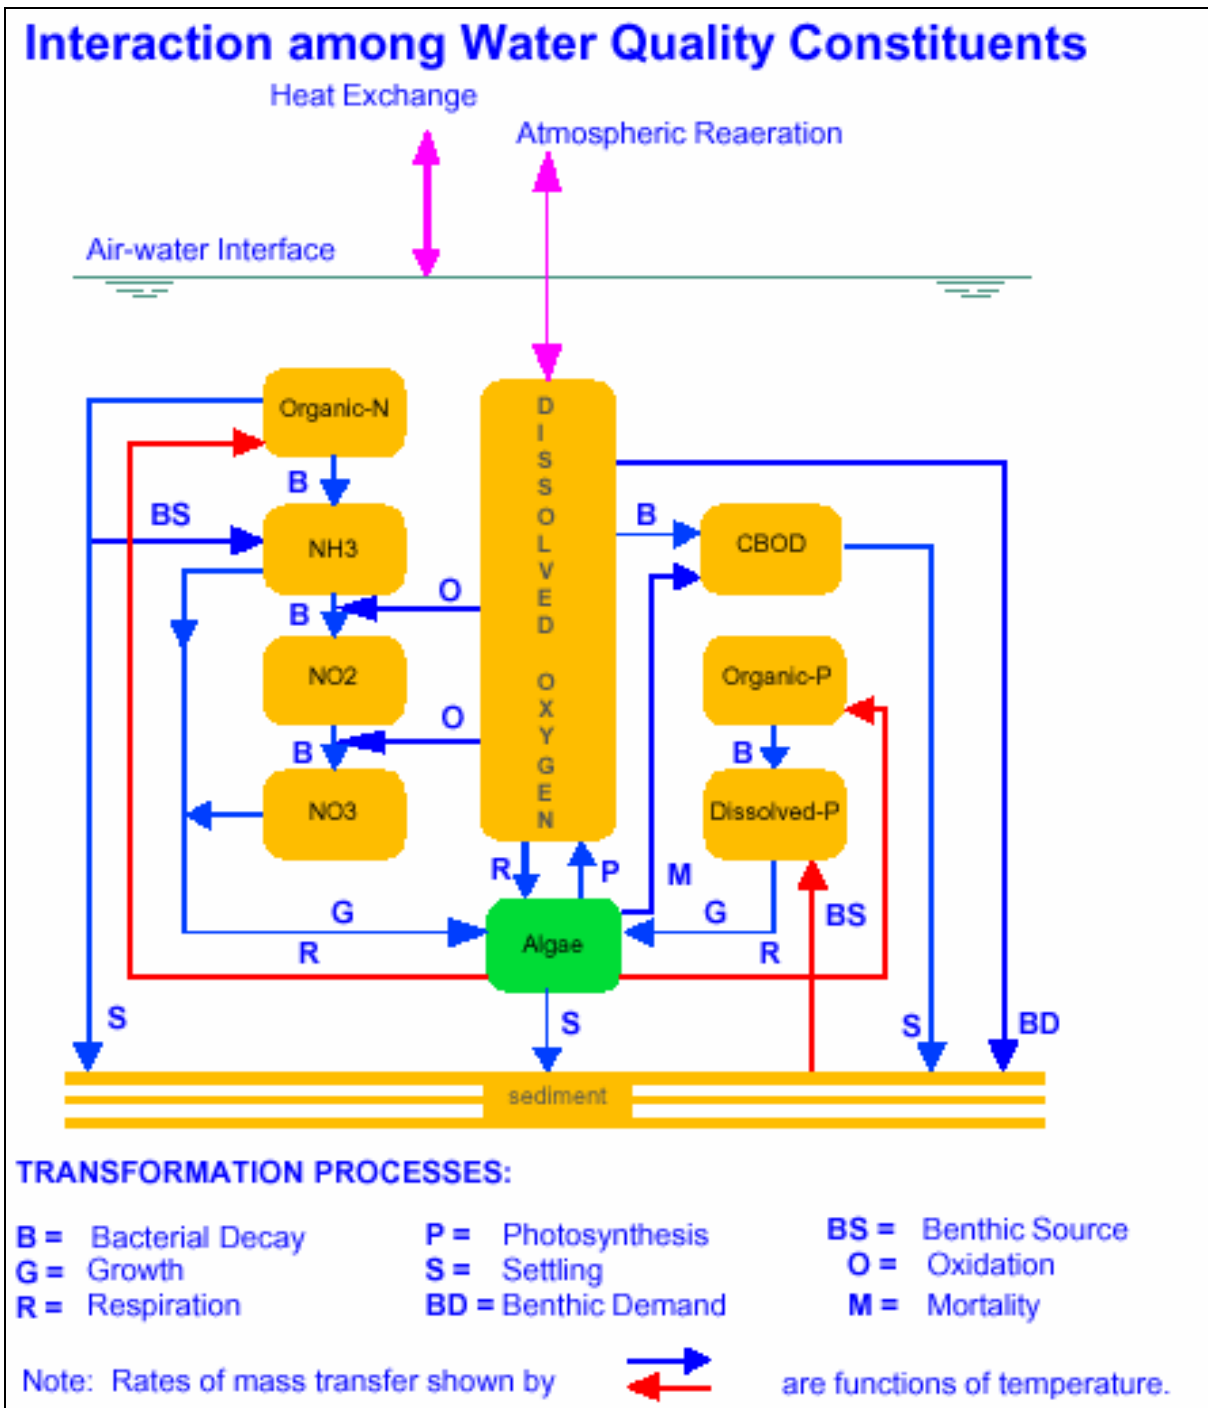 Interaction among Water Quality Constituents
Heat Exchange
Atmospheric Reaeration
Air-water Interface
Organic-N
B
BS
NH3
B
O
NO2
B
O
NO3
DISSOLVED OXYGEN
B
CBOD
Organic-P
B
Dissolved-P
R
P
M
G
R
Algae
G
R
BS
S
S
S
BD
sediment
TRANSFORMATION PROCESSES:
B = Bacterial Decay
G = Growth
R = Respiration
P = Photosynthesis
S = Settling
BD = Benthic Demand
BS = Benthic Source
O = Oxidation
M = Mortality
Note: Rates of mass transfer shown by are functions of temperature.